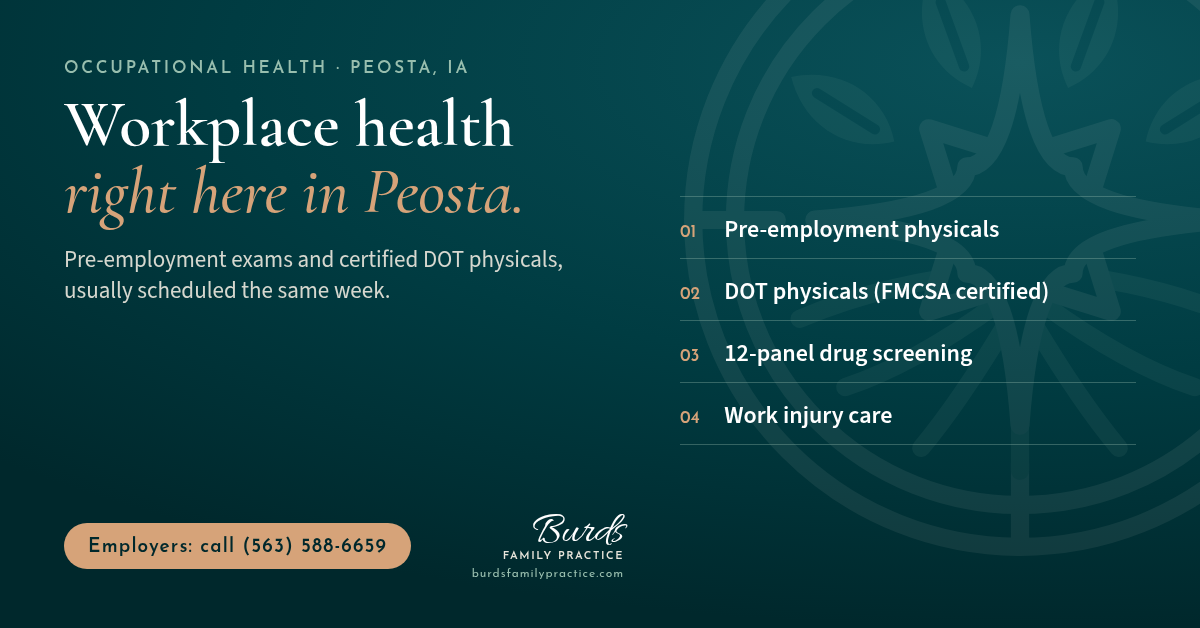 OCCUPATIONAL HEALTH · PEOSTA, IA
Workplace health
right here in Peosta.
Pre-employment exams and certified DOT physicals,
usually scheduled the same week.
01 Pre-employment physicals
02 DOT physicals (FMCSA certified)
03 12-panel drug screening
04 Work injury care
Employers: call (563) 588-6659
Burds
FAMILY PRACTICE
burdsfamilypractice.com